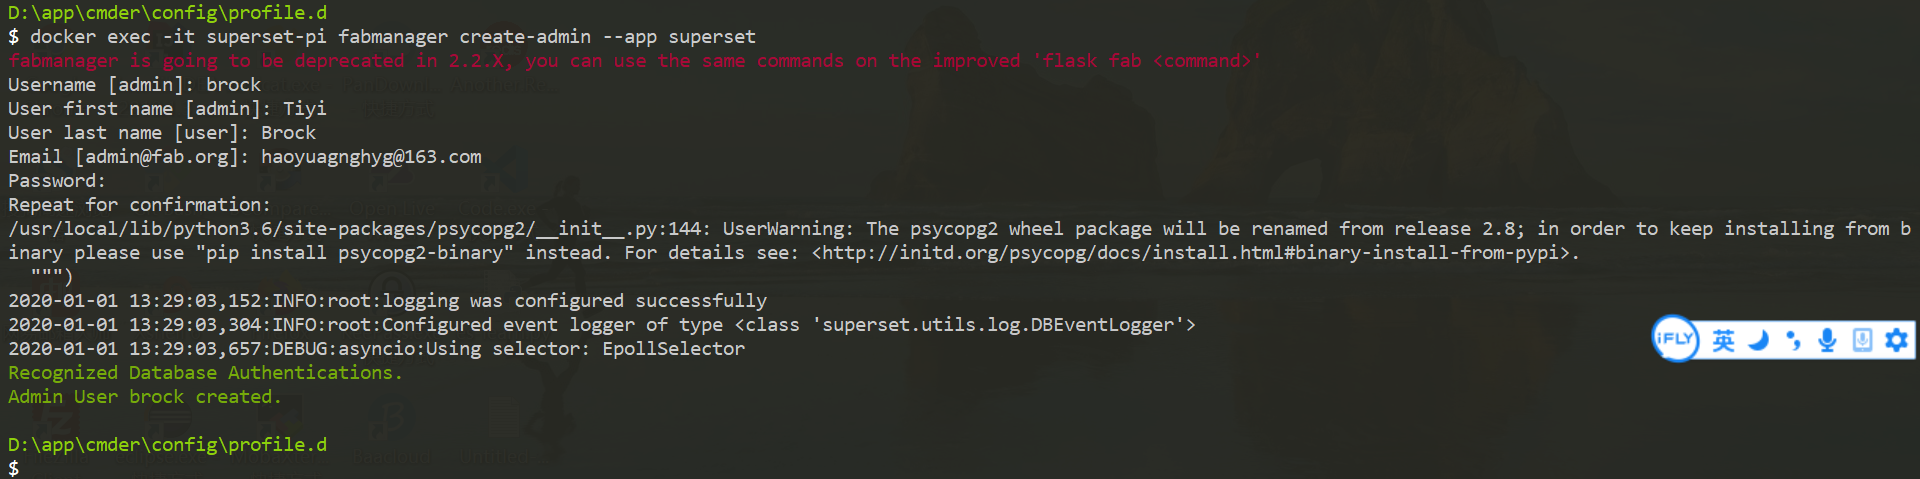 D:\app\cmder\config\profile.d
$ docker exec -it superset-pi fabmanager create-admin --app superset
fabmanager is going to be deprecated in 2.2.X, you can use the same commands on the improved 'flask fab <command>'
Username [admin]: brock
User first name [admin]: Tiyi
User last name [user]: Brock
Email [admin@fab.org]: haoyuagnghyg@163.com
Password:
Repeat for confirmation:
/usr/local/lib/python3.6/site-packages/psycopg2/__init__.py:144: UserWarning: The psycopg2 wheel package will be renamed from release 2.8; in order to keep installing from b
inary please use "pip install psycopg2-binary" instead. For details see: <http://initd.org/psycopg/docs/install.html#binary-install-from-pypi>.
  """)
2020-01-01 13:29:03,152:INFO:root:logging was configured successfully
2020-01-01 13:29:03,304:INFO:root:Configured event logger of type <class 'superset.utils.log.DBEventLogger'>
iFLY 英
2020-01-01 13:29:03,657:DEBUG:asyncio:Using selector: EpollSelector
Recognized Database Authentications.
Admin User brock created.
D:\app\cmder\config\profile.d
$